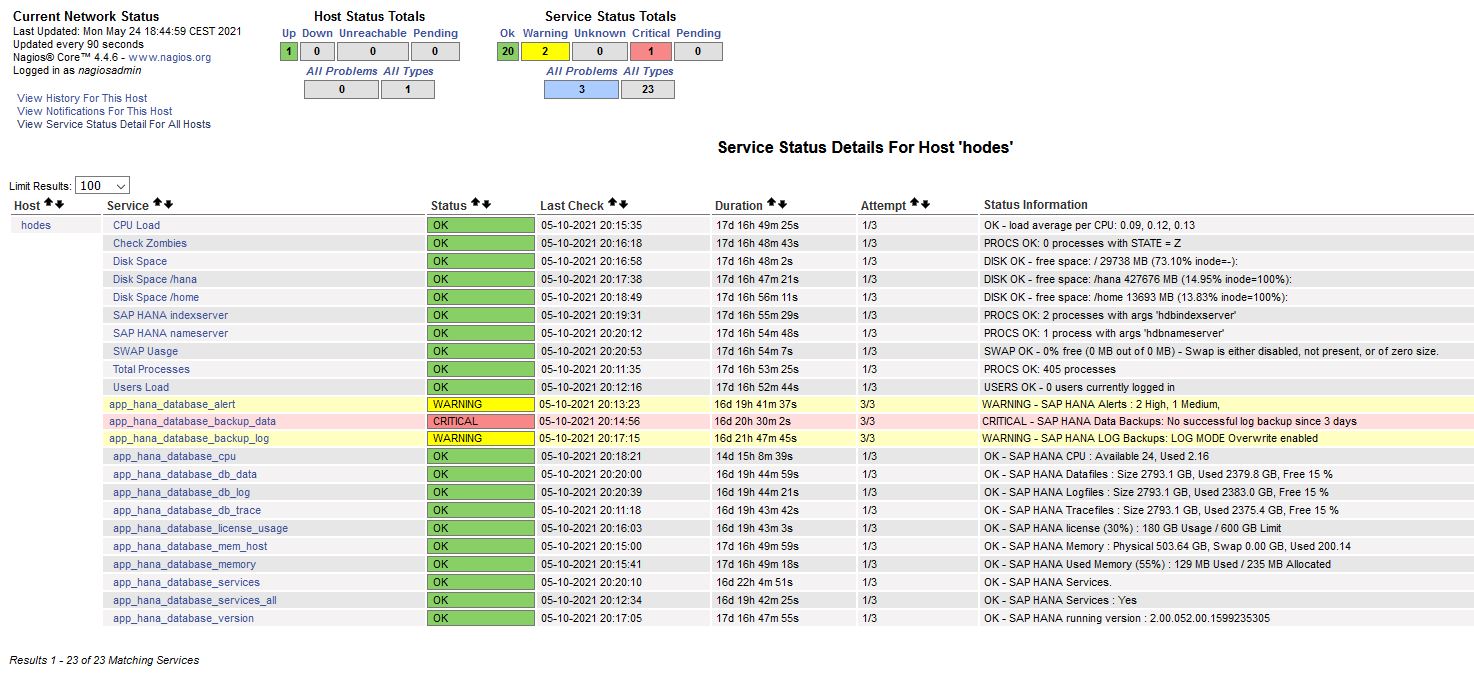 Current Network Status
Last Updated: Mon May 24 18:44:59 CEST 2021
Updated every 90 seconds
Nagios® Core™ 4.4.6 - www.nagios.org
Logged in as nagiosadmin
View History For This Host
View Notifications For This Host
View Service Status Detail For All Hosts
Host Status Totals
Up Down Unreachable Pending
1 0 0 0
All Problems All Types
0 1
Service Status Totals
Ok Warning Unknown Critical Pending
20 2 0 1 0
All Problems All Types
3 23
Service Status Details For Host 'hodes'
Limit Results: 100
Host Service Status Last Check Duration Attempt Status Information
hodes CPU Load OK 05-10-2021 20:15:35 17d 16h 49m 25s 1/3 OK - load average per CPU: 0.09, 0.12, 0.13
Check Zombies OK 05-10-2021 20:16:18 17d 16h 48m 43s 1/3 PROCS OK: 0 processes with STATE = Z
Disk Space OK 05-10-2021 20:16:58 17d 16h 48m 2s 1/3 DISK OK - free space: / 29738 MB (73.10% inode=-):
Disk Space /hana OK 05-10-2021 20:17:38 17d 16h 47m 21s 1/3 DISK OK - free space: /hana 427676 MB (14.95% inode=100%):
Disk Space /home OK 05-10-2021 20:18:49 17d 16h 56m 11s 1/3 DISK OK - free space: /home 13693 MB (13.83% inode=100%):
SAP HANA indexserver OK 05-10-2021 20:19:31 17d 16h 55m 29s 1/3 PROCS OK: 2 processes with args 'hdbindexserver'
SAP HANA nameserver OK 05-10-2021 20:20:12 17d 16h 54m 48s 1/3 PROCS OK: 1 process with args 'hdbnameserver'
SWAP Uasge OK 05-10-2021 20:20:53 17d 16h 54m 7s 1/3 SWAP OK - 0% free (0 MB out of 0 MB) - Swap is either disabled, not present, or of zero size.
Total Processes OK 05-10-2021 20:11:35 17d 16h 53m 25s 1/3 PROCS OK: 405 processes
Users Load OK 05-10-2021 20:12:16 17d 16h 52m 44s 1/3 USERS OK - 0 users currently logged in
app_hana_database_alert WARNING 05-10-2021 20:13:23 16d 19h 41m 37s 3/3 WARNING - SAP HANA Alerts : 2 High, 1 Medium,
app_hana_database_backup_data CRITICAL 05-10-2021 20:14:56 16d 20h 30m 2s 3/3 CRITICAL - SAP HANA Data Backups: No successful log backup since 3 days
app_hana_database_backup_log WARNING 05-10-2021 20:17:15 16d 21h 47m 45s 3/3 WARNING - SAP HANA LOG Backups: LOG MODE Overwrite enabled
app_hana_database_cpu OK 05-10-2021 20:18:21 14d 15h 8m 39s 1/3 OK - SAP HANA CPU : Available 24, Used 2.16
app_hana_database_db_data OK 05-10-2021 20:20:00 16d 19h 44m 59s 1/3 OK - SAP HANA Datafiles : Size 2793.1 GB, Used 2379.8 GB, Free 15 %
app_hana_database_db_log OK 05-10-2021 20:20:39 16d 19h 44m 21s 1/3 OK - SAP HANA Logfiles : Size 2793.1 GB, Used 2383.0 GB, Free 15 %
app_hana_database_db_trace OK 05-10-2021 20:11:18 16d 19h 43m 42s 1/3 OK - SAP HANA Tracefiles : Size 2793.1 GB, Used 2375.4 GB, Free 15 %
app_hana_database_license_usage OK 05-10-2021 20:16:03 16d 19h 43m 3s 1/3 OK - SAP HANA license (30%) : 180 GB Usage / 600 GB Limit
app_hana_database_mem_host OK 05-10-2021 20:15:00 17d 16h 49m 59s 1/3 OK - SAP HANA Memory : Physical 503.64 GB, Swap 0.00 GB, Used 200.14
app_hana_database_memory OK 05-10-2021 20:15:41 17d 16h 49m 18s 1/3 OK - SAP HANA Used Memory (55%) : 129 MB Used / 235 MB Allocated
app_hana_database_services OK 05-10-2021 20:20:10 16d 22h 4m 51s 1/3 OK - SAP HANA Services.
app_hana_database_services_all OK 05-10-2021 20:12:34 16d 19h 42m 25s 1/3 OK - SAP HANA Services : Yes
app_hana_database_version OK 05-10-2021 20:17:05 17d 16h 47m 55s 1/3 OK - SAP HANA running version : 2.00.052.00.1599235305
Results 1 - 23 of 23 Matching Services